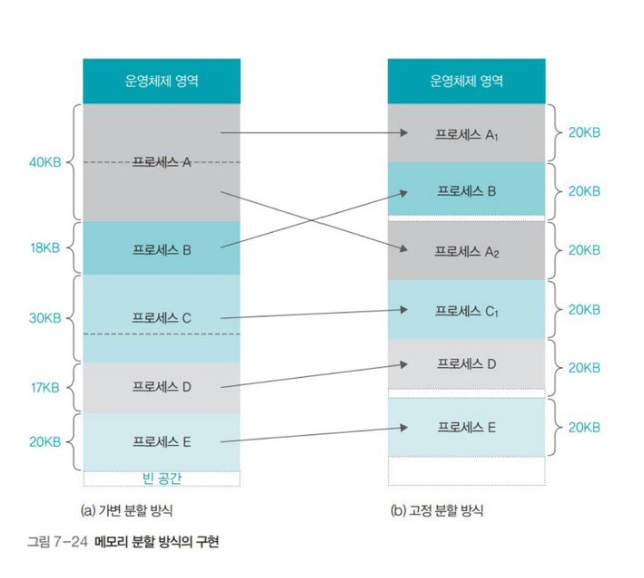 운영체제 영역
40KB
프로세스 A
18KB
프로세스 B
30KB
프로세스 C
17KB
프로세스 D
20KB
프로세스 E
빈 공간
(a) 가변 분할 방식
운영체제 영역
프로세스 A1
20KB
프로세스 B
20KB
프로세스 A2
20KB
프로세스 C1
20KB
프로세스 D
20KB
프로세스 E
20KB
(b) 고정 분할 방식
그림 7-24 메모리 분할 방식의 구현